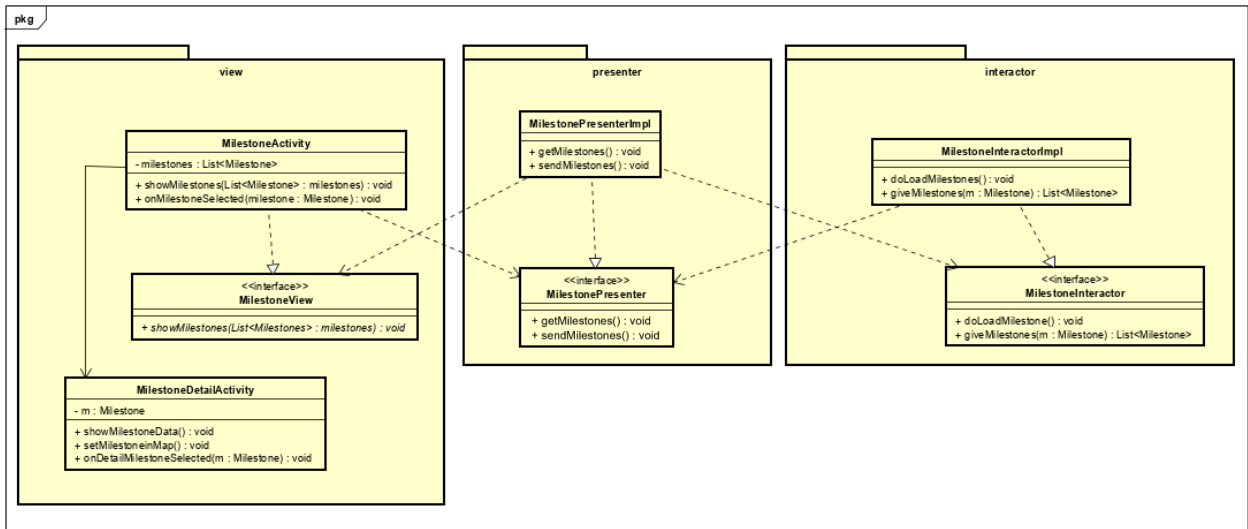 pkg
view
MilestoneActivity
- milestones : List<Milestone>
+ showMilestones(List<Milestone> : milestones) : void
+ onMilestoneSelected(milestone : Milestone) : void
<<interface>>
MilestoneView
+ showMilestones(List<Milestones> : milestones) : void
MilestoneDetailActivity
- m : Milestone
+ showMilestoneData() : void
+ setMilestoneinMap() : void
+ onDetailMilestoneSelected(m : Milestone) : void
presenter
MilestonePresenterImpl
+ getMilestones() : void
+ sendMilestones() : void
<<interface>>
MilestonePresenter
+ getMilestones() : void
+ sendMilestones() : void
interactor
MilestoneInteractorImpl
+ doLoadMilestones() : void
+ giveMilestones(m : Milestone) : List<Milestone>
<<interface>>
MilestoneInteractor
+ doLoadMilestone() : void
+ giveMilestones(m : Milestone) : List<Milestone>